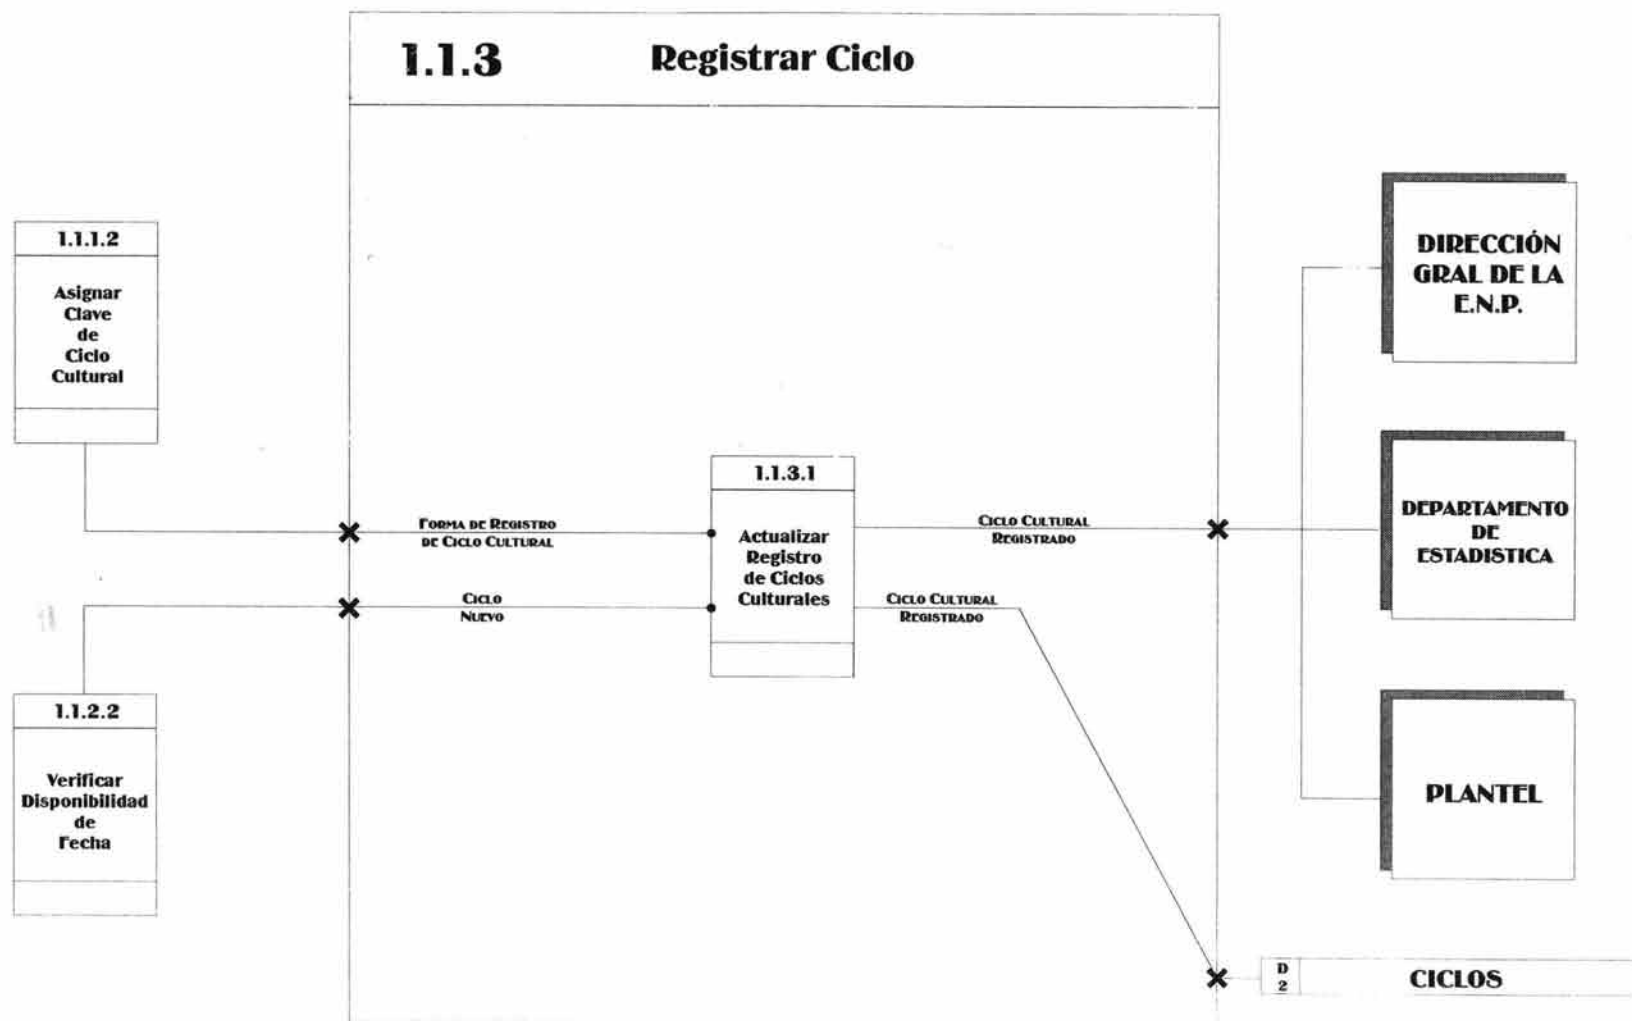 1.1.3 Registrar Ciclo
1.1.1.2
Asignar
Clave
de
Ciclo
Cultural
1.1.2.2
Verificar
Disponibilidad
de
Fecha
FORMA DE REGISTRO
DE CICLO CULTURAL
CICLO
NUEVO
1.1.3.1
Actualizar
Registro
de Ciclos
Culturales
CICLO CULTURAL
REGISTRADO
CICLO CULTURAL
REGISTRADO
DIRECCIÓN
GRAL DE LA
E.N.P.
DEPARTAMENTO
DE
ESTADISTICA
PLANTEL
D
2
CICLOS